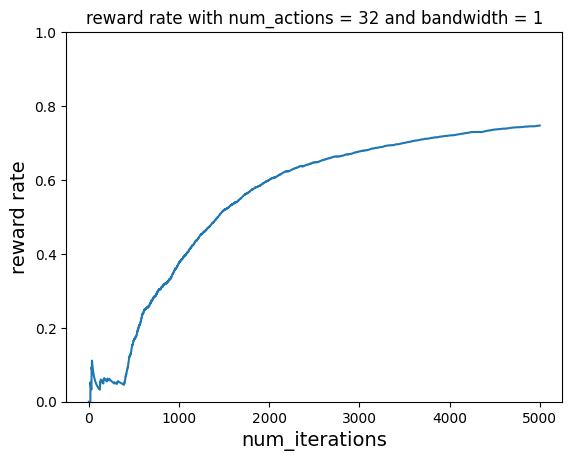 reward rate with num_actions = 32 and bandwidth = 1
1.0
0.8
0.6
0.4
0.2
0.0
reward rate
0 1000 2000 3000 4000 5000
num_iterations